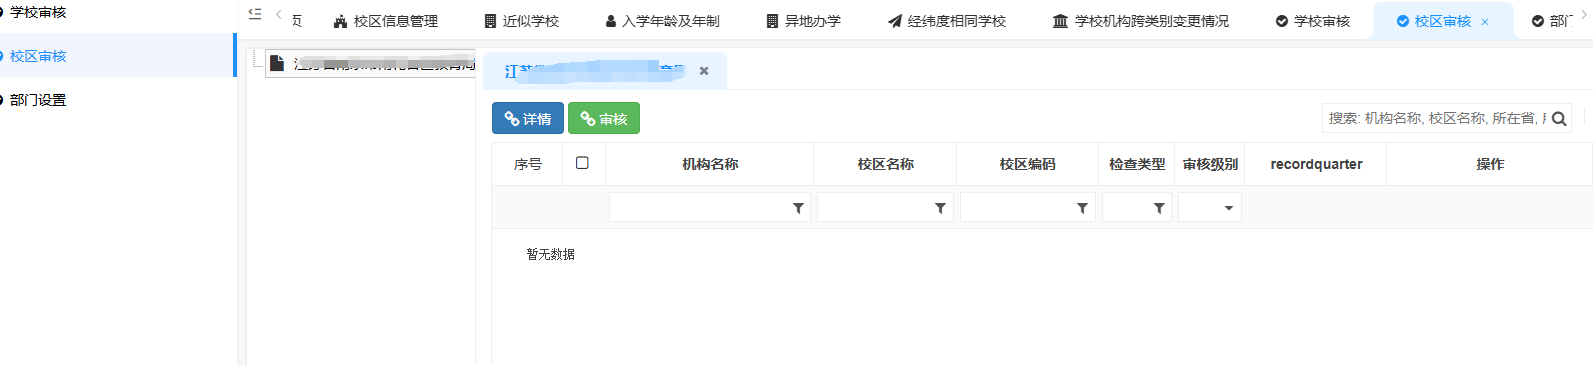 学校审核
校区审核
部门设置
页 校区信息管理 近似学校 入学年龄及年制 异地办学 经纬度相同学校 学校机构跨类别变更情况 学校审核 校区审核 × 部门
江苏
详情 审核
搜索: 机构名称, 校区名称, 所在省,
序号 机构名称 校区名称 校区编码 检查类型 审核级别 recordquarter 操作
暂无数据